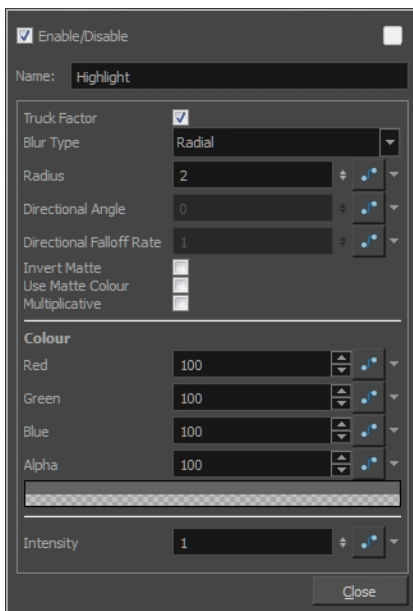 Enable/Disable
Name: Highlight
Truck Factor
Blur Type Radial
Radius 2
Directional Angle 0
Directional Falloff Rate 1
Invert Matte
Use Matte Colour
Multiplicative
Colour
Red 100
Green 100
Blue 100
Alpha 100
Intensity 1
Close